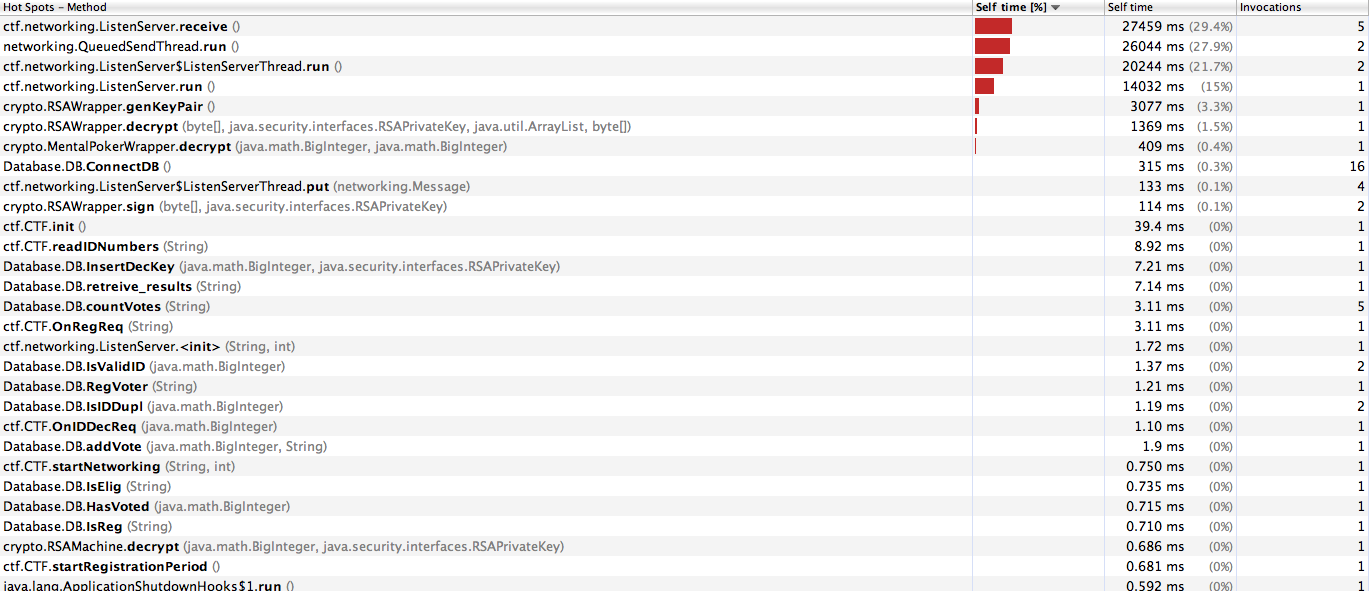 Hot Spots – Method Self time [%] Self time Invocations
ctf.networking.ListenServer.receive () 27459 ms (29.4%) 5
networking.QueuedSendThread.run () 26044 ms (27.9%) 2
ctf.networking.ListenServer$ListenServerThread.run () 20244 ms (21.7%) 2
ctf.networking.ListenServer.run () 14032 ms (15%) 1
crypto.RSAWrapper.genKeyPair () 3077 ms (3.3%) 1
crypto.RSAWrapper.decrypt (byte[], java.security.interfaces.RSAPrivateKey, java.util.ArrayList, byte[]) 1369 ms (1.5%) 1
crypto.MentalPokerWrapper.decrypt (java.math.BigInteger, java.math.BigInteger) 409 ms (0.4%) 1
Database.DB.ConnectDB () 315 ms (0.3%) 16
ctf.networking.ListenServer$ListenServerThread.put (networking.Message) 133 ms (0.1%) 4
crypto.RSAWrapper.sign (byte[], java.security.interfaces.RSAPrivateKey) 114 ms (0.1%) 2
ctf.CTF.init () 39.4 ms (0%) 1
ctf.CTF.readIDNumbers (String) 8.92 ms (0%) 1
Database.DB.InsertDecKey (java.math.BigInteger, java.security.interfaces.RSAPrivateKey) 7.21 ms (0%) 1
Database.DB.retreive_results (String) 7.14 ms (0%) 1
Database.DB.countVotes (String) 3.11 ms (0%) 5
ctf.CTF.OnRegReq (String) 3.11 ms (0%) 1
ctf.networking.ListenServer.<init> (String, int) 1.72 ms (0%) 1
Database.DB.IsValidID (java.math.BigInteger) 1.37 ms (0%) 2
Database.DB.RegVoter (String) 1.21 ms (0%) 1
Database.DB.IsIDDupl (java.math.BigInteger) 1.19 ms (0%) 2
ctf.CTF.OnIDDecReq (java.math.BigInteger) 1.10 ms (0%) 1
Database.DB.addVote (java.math.BigInteger, String) 1.9 ms (0%) 1
ctf.CTF.startNetworking (String, int) 0.750 ms (0%) 1
Database.DB.IsElig (String) 0.735 ms (0%) 1
Database.DB.HasVoted (java.math.BigInteger) 0.715 ms (0%) 1
Database.DB.IsReg (String) 0.710 ms (0%) 1
crypto.RSAMachine.decrypt (java.math.BigInteger, java.security.interfaces.RSAPrivateKey) 0.686 ms (0%) 1
ctf.CTF.startRegistrationPeriod () 0.681 ms (0%) 1
java.lang.ApplicationShutdownHooks$1.run () 0.592 ms (0%) 1